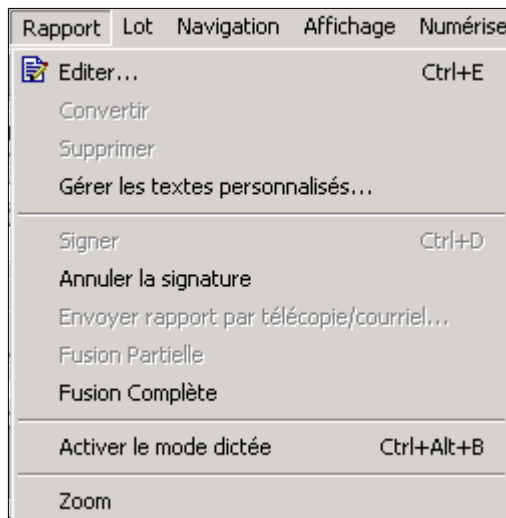 Rapport Lot Navigation Affichage Numérise
Editer... Ctrl+E
Convertir
Supprimer
Gérer les textes personnalisés...
Signer Ctrl+D
Annuler la signature
Envoyer rapport par télécopie/courriel...
Fusion Partielle
Fusion Complète
Activer le mode dictée Ctrl+Alt+B
Zoom